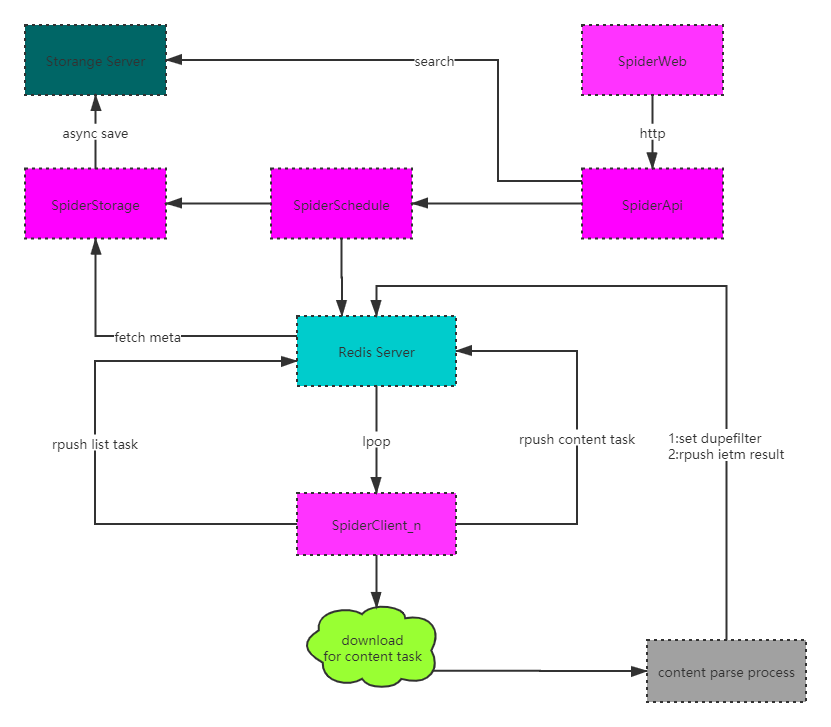 Storange Server
search
SpiderWeb
async save
http
SpiderStorage
SpiderSchedule
SpiderApi
fetch meta
Redis Server
rpush list task
lpop
rpush content task
1:set dupefilter
2:rpush ietm result
SpiderClient_n
download
for content task
content parse process